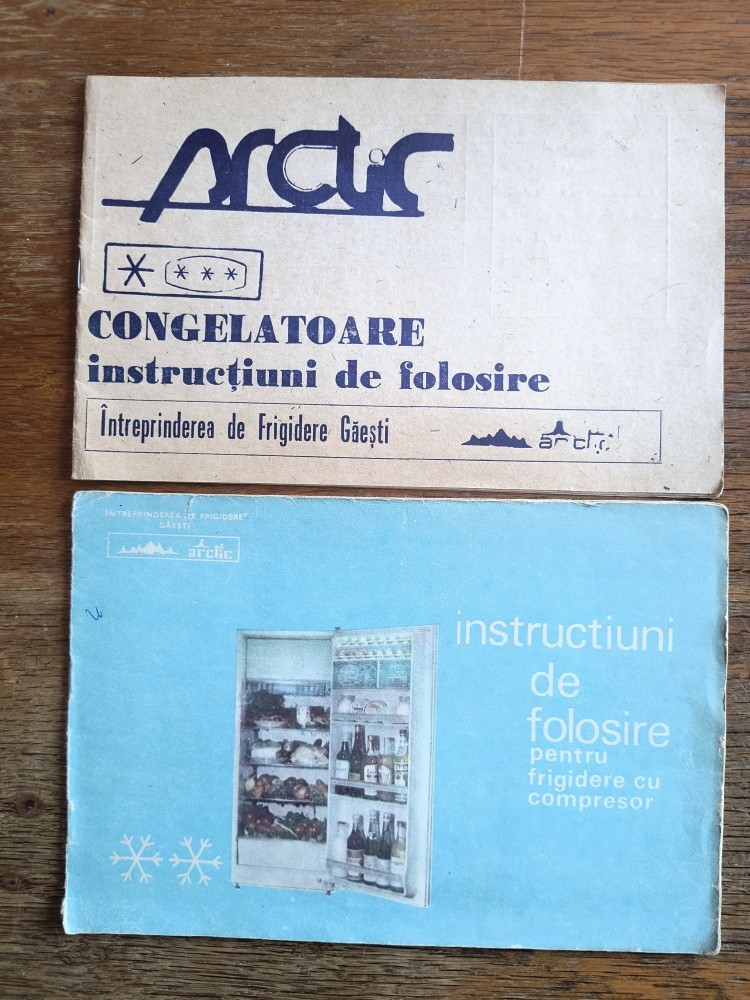 Arctic
CONGELATOARE
instrucțiuni de folosire
Întreprinderea de Frigidere Găești
arctic
ÎNTREPRINDEREA DE FRIGIDERE
GĂEȘTI
arctic
instructiuni
de
folosire
pentru
frigidere cu
compresor